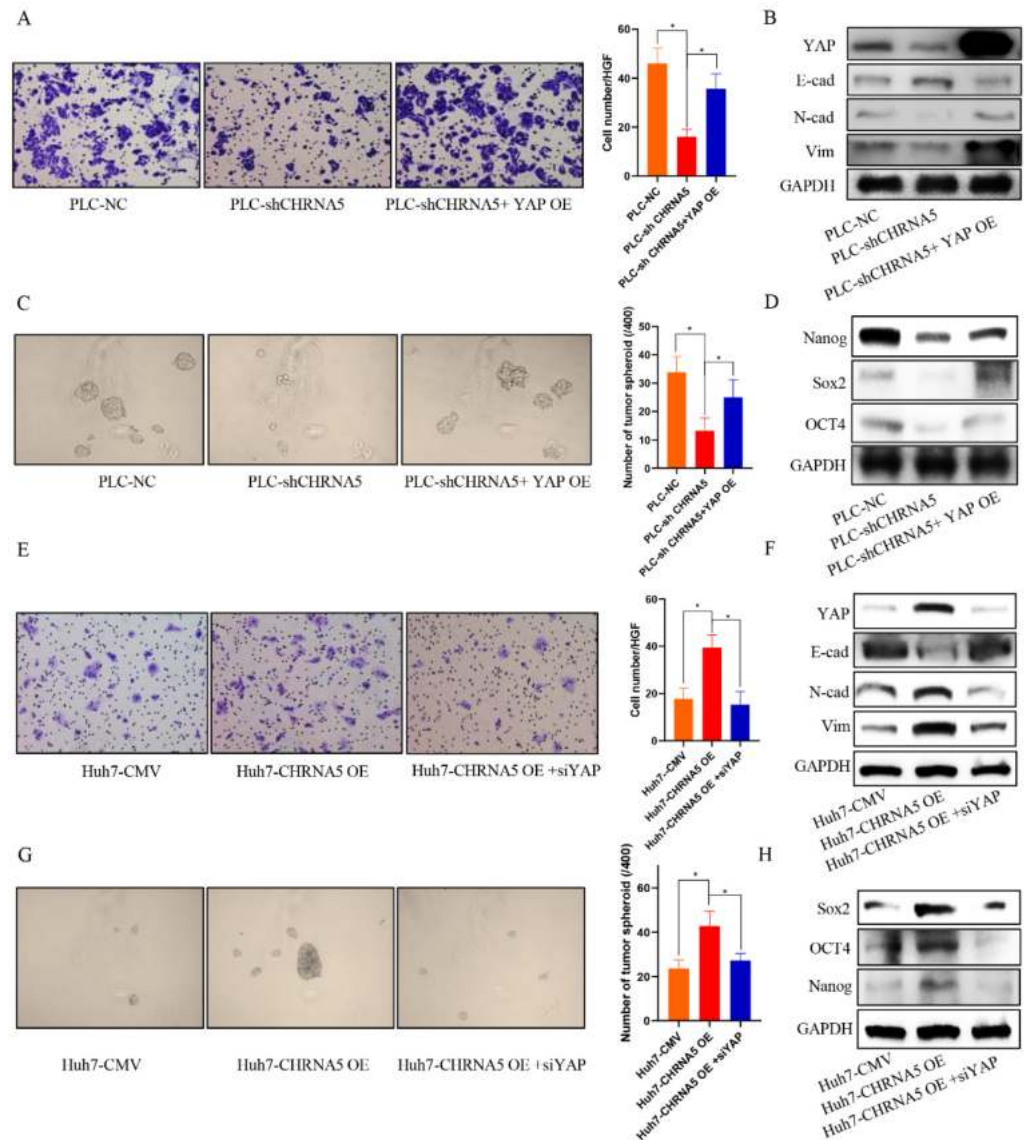 A
PLC-NC
PLC-shCHRNA5
PLC-shCHRNA5+ YAP OE
Cell number/HGF
60
40
20
0
PLC-NC
PLC-sh CHRNA5
PLC-sh CHRNA5+YAP OE
*
*
B
YAP
E-cad
N-cad
Vim
GAPDH
PLC-NC
PLC-shCHRNA5
PLC-shCHRNA5+ YAP OE
C
PLC-NC
PLC-shCHRNA5
PLC-shCHRNA5+ YAP OE
Number of tumor spheroid (/400)
50
40
30
20
10
0
PLC-NC
PLC-sh CHRNA5
PLC-sh CHRNA5+YAP OE
*
*
D
Nanog
Sox2
OCT4
GAPDH
PLC-NC
PLC-shCHRNA5
PLC-shCHRNA5+ YAP OE
E
Huh7-CMV
Huh7-CHRNA5 OE
Huh7-CHRNA5 OE +siYAP
Cell number/HGF
60
40
20
0
Huh7-CMV
Huh7-CHRNA5 OE
Huh7-CHRNA5 OE +siYAP
*
*
F
YAP
E-cad
N-cad
Vim
GAPDH
Huh7-CMV
Huh7-CHRNA5 OE
Huh7-CHRNA5 OE +siYAP
G
Huh7-CMV
Huh7-CHRNA5 OE
Huh7-CHRNA5 OE +siYAP
Number of tumor spheroid (/400)
60
40
20
0
Huh7-CMV
Huh7-CHRNA5 OE
Huh7-CHRNA5 OE +siYAP
*
*
H
Sox2
OCT4
Nanog
GAPDH
Huh7-CMV
Huh7-CHRNA5 OE
Huh7-CHRNA5 OE +siYAP